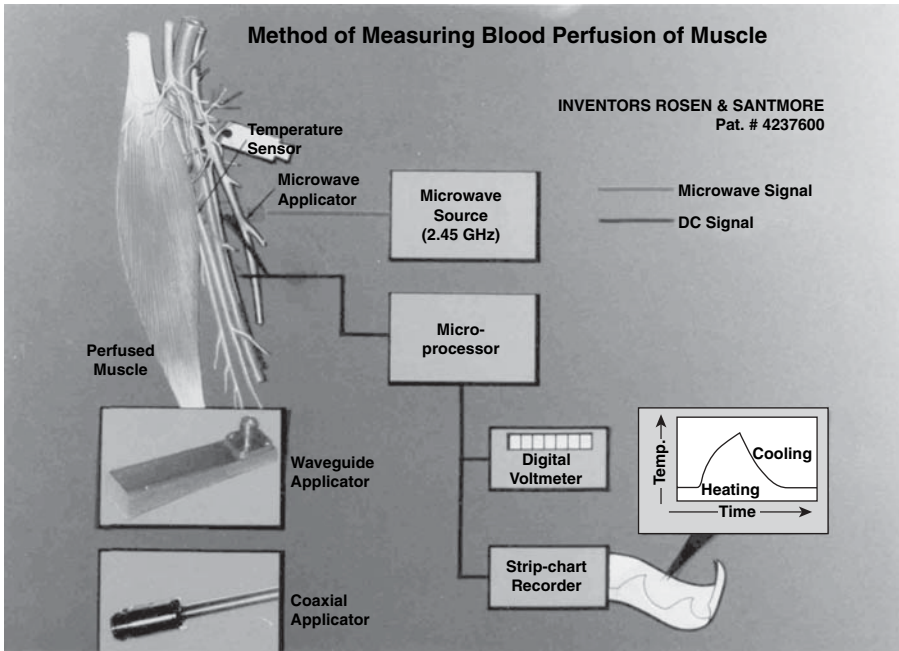 Method of Measuring Blood Perfusion of Muscle
INVENTORS ROSEN & SANTMORE
Pat. # 4237600
Temperature
Sensor
Microwave
Applicator
Microwave
Source
(2.45 GHz)
Microwave Signal
DC Signal
Micro-
processor
Perfused
Muscle
Waveguide
Applicator
Digital
Voltmeter
Temp.
Cooling
Heating
Time
Strip-chart
Recorder
Coaxial
Applicator